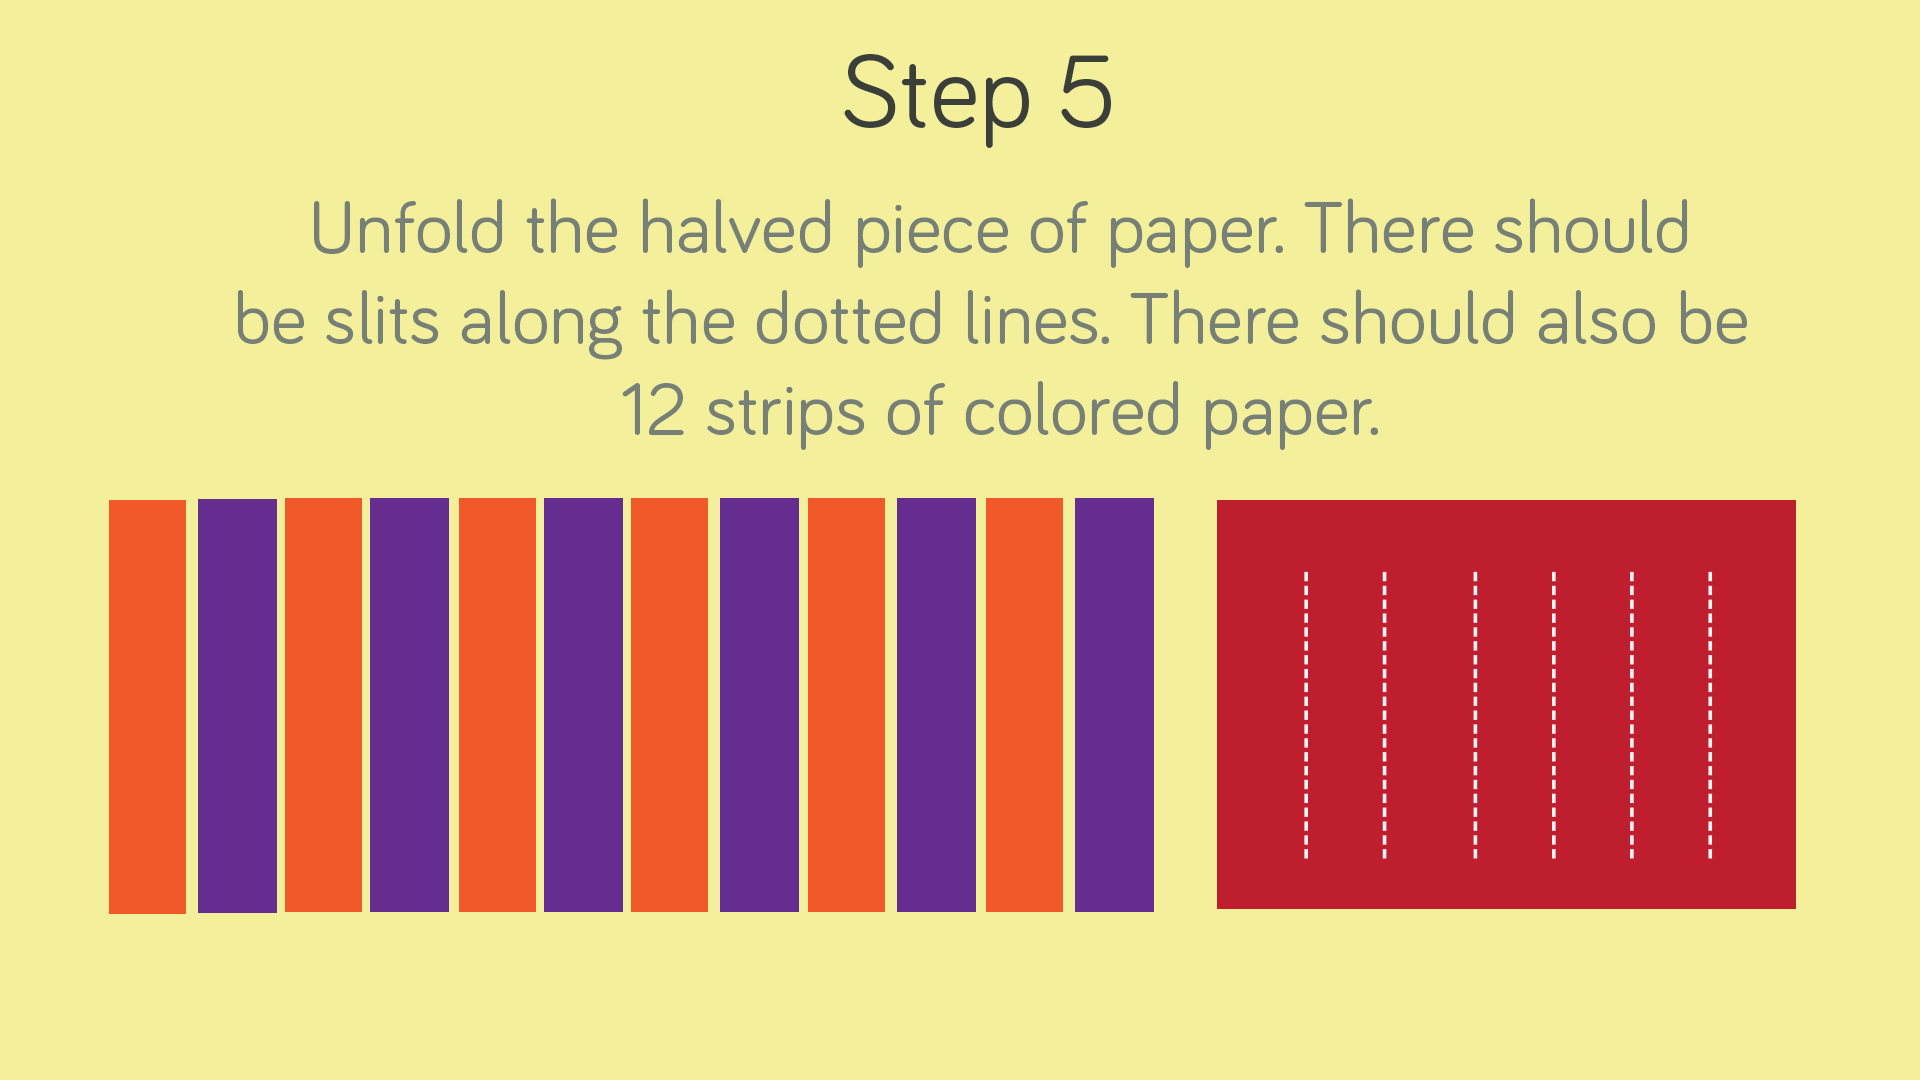 Step 5
Unfold the halved piece of paper. There should
be slits along the dotted lines. There should also be
12 strips of colored paper.